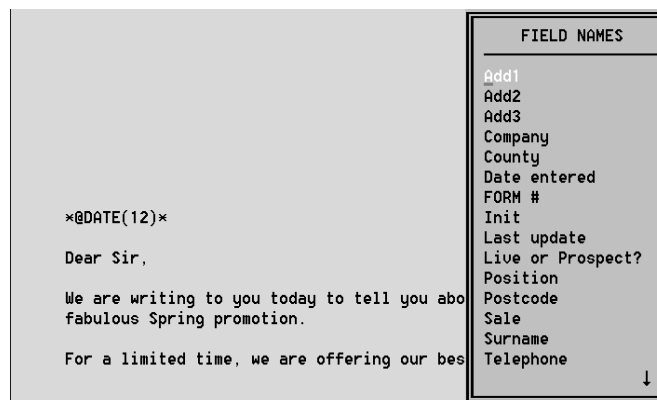 FIELD NAMES
Add1
Add2
Add3
Company
County
Date entered
FORM #
Init
Last update
Live or Prospect?
Position
Postcode
Sale
Surname
Telephone
↓
*@DATE(12)*
Dear Sir,
We are writing to you today to tell you abo
fabulous Spring promotion.
For a limited time, we are offering our bes